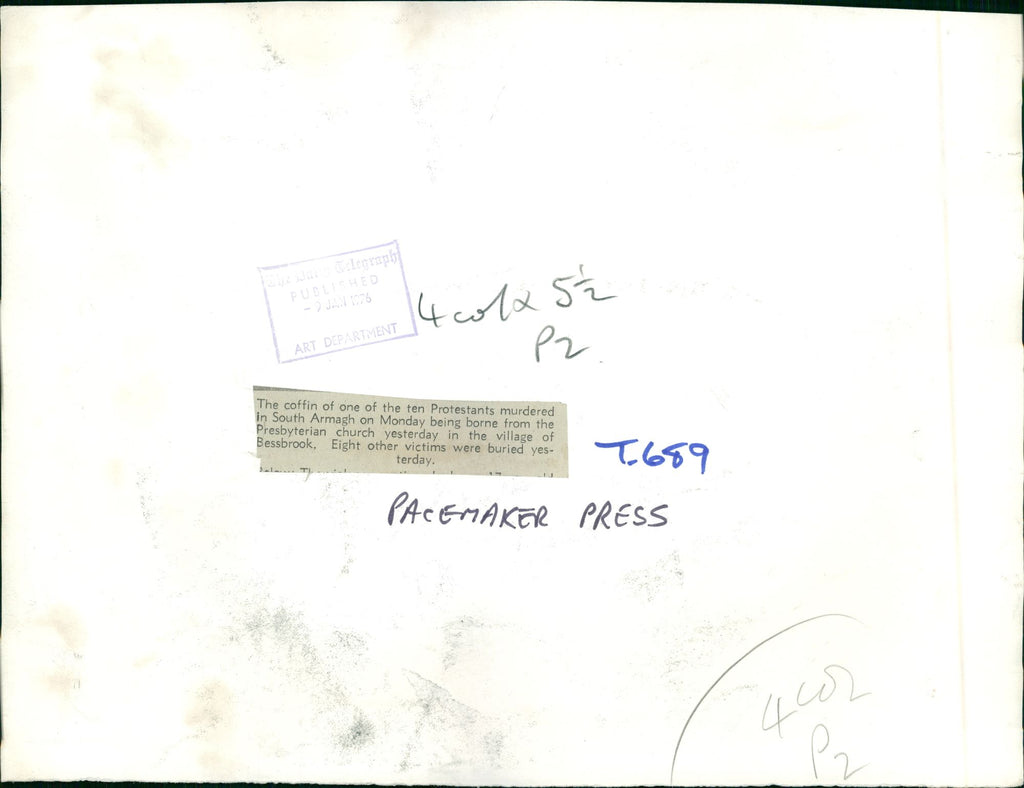 The Daily Telegraph
PUBLISHED
JAN 1976
ART DEPARTMENT
4 col x 5½
P2
The coffin of one of the ten Protestants murdered
in South Armagh on Monday being borne from the
Presbyterian church yesterday in the village of
Bessbrook. Eight other victims were buried yes-
terday.
T.689
PACEMAKER PRESS
4 col
P2